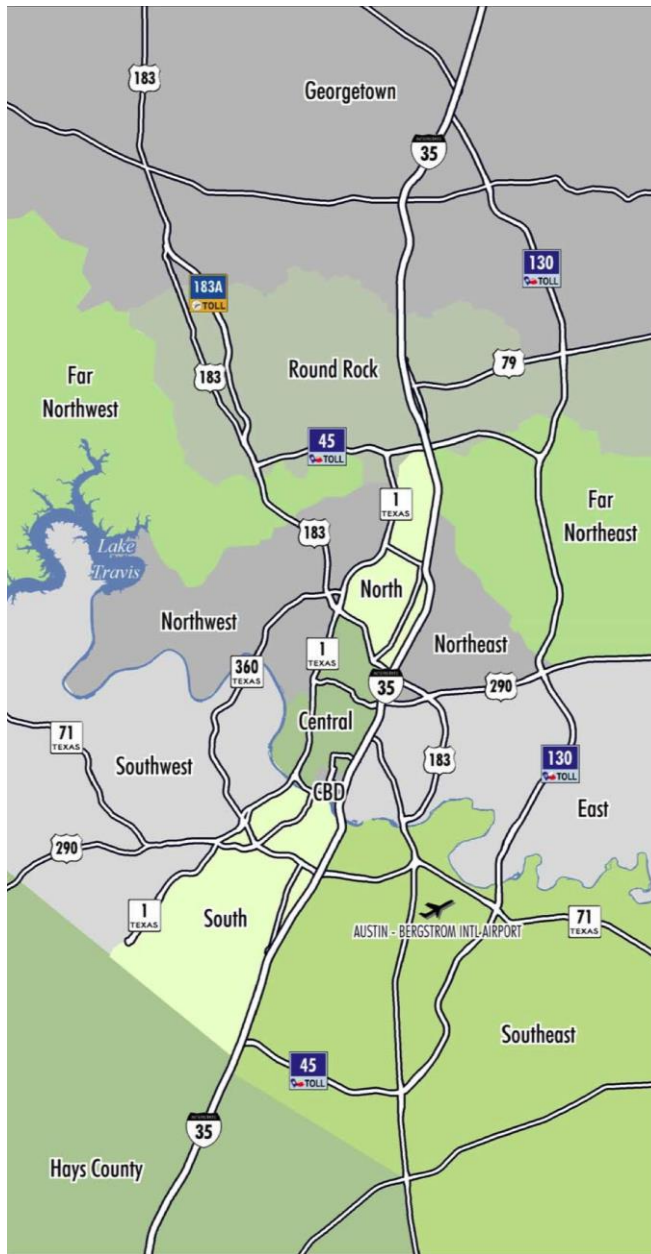 183
Georgetown
35
130
TOLL
183A
TOLL
79
183
Round Rock
Far
Northwest
45
TOLL
1
TEXAS
Far
Northeast
183
Lake
Travis
North
Northwest
Northeast
1
TEXAS
360
TEXAS
35
290
Central
71
TEXAS
183
130
TOLL
Southwest
CBD
East
290
1
TEXAS
South
AUSTIN - BERGSTROM INTL-AIRPORT
71
TEXAS
Southeast
45
TOLL
35
Hays County